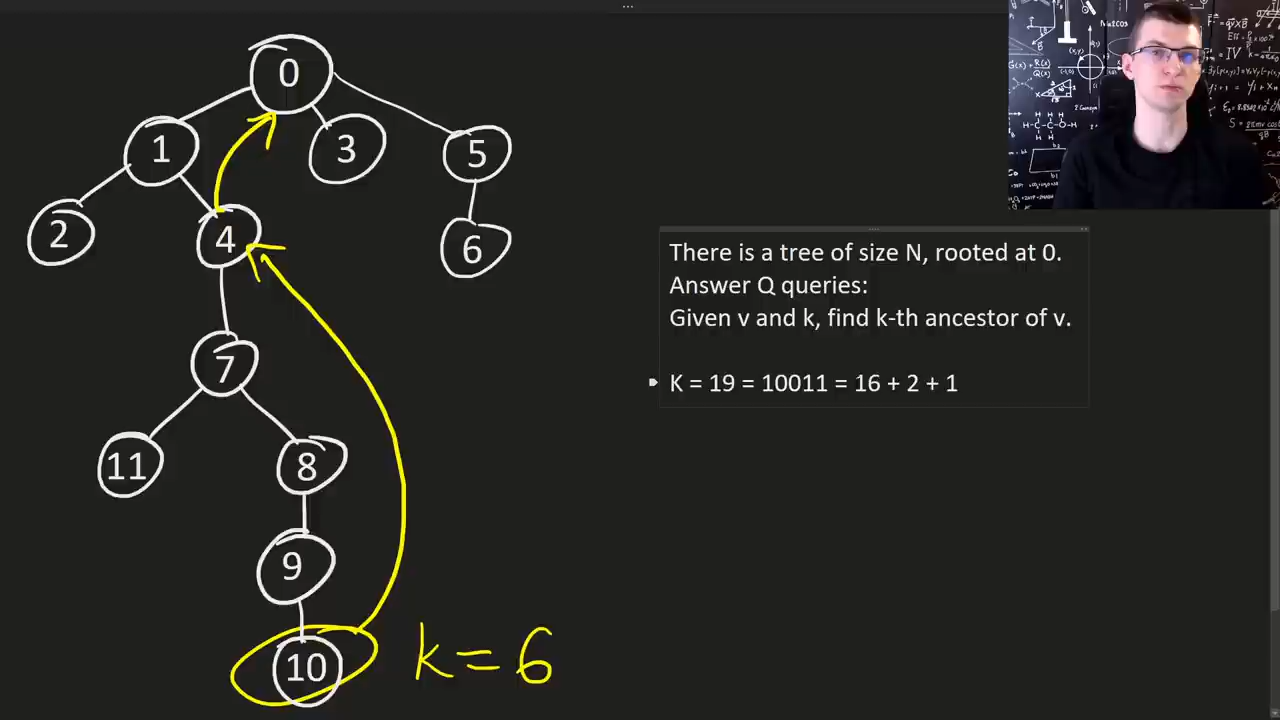 0
1
3
5
2
4
6
7
11
8
9
10
k = 6
There is a tree of size N, rooted at 0.
Answer Q queries:
Given v and k, find k-th ancestor of v.
K = 19 = 10011 = 16 + 2 + 1